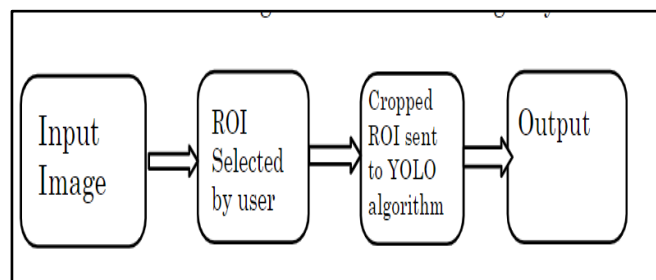 Input
Image
ROI
Selected
by user
Cropped
ROI sent
to YOLO
algorithm
Output